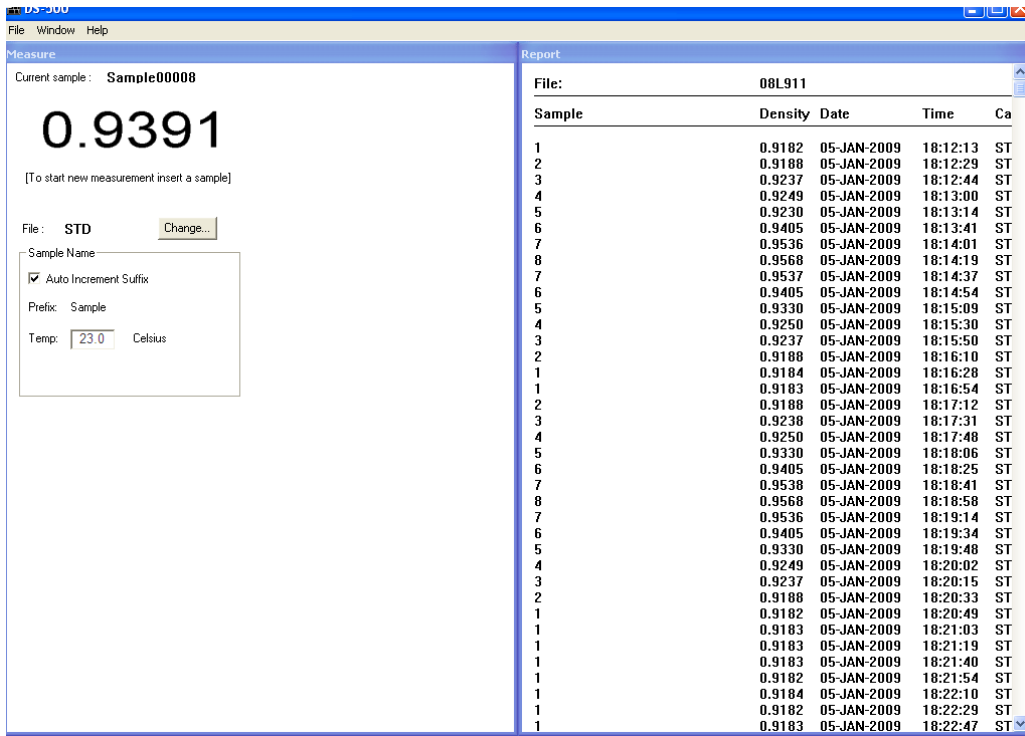 DS-500
File Window Help
Measure
Current sample : Sample00008
0.9391
[To start new measurement insert a sample]
File : STD Change...
Sample Name
Auto Increment Suffix
Prefix: Sample
Temp: 23.0 Celsius
Report
File: 08L911
Sample Density Date Time Ca
1 0.9182 05-JAN-2009 18:12:13 ST
2 0.9188 05-JAN-2009 18:12:29 ST
3 0.9237 05-JAN-2009 18:12:44 ST
4 0.9249 05-JAN-2009 18:13:00 ST
5 0.9230 05-JAN-2009 18:13:14 ST
6 0.9405 05-JAN-2009 18:13:41 ST
7 0.9536 05-JAN-2009 18:14:01 ST
8 0.9568 05-JAN-2009 18:14:19 ST
7 0.9537 05-JAN-2009 18:14:37 ST
6 0.9405 05-JAN-2009 18:14:54 ST
5 0.9330 05-JAN-2009 18:15:09 ST
4 0.9250 05-JAN-2009 18:15:30 ST
3 0.9237 05-JAN-2009 18:15:50 ST
2 0.9188 05-JAN-2009 18:16:10 ST
1 0.9184 05-JAN-2009 18:16:28 ST
1 0.9183 05-JAN-2009 18:16:54 ST
2 0.9188 05-JAN-2009 18:17:12 ST
3 0.9238 05-JAN-2009 18:17:31 ST
4 0.9250 05-JAN-2009 18:17:48 ST
5 0.9330 05-JAN-2009 18:18:06 ST
6 0.9405 05-JAN-2009 18:18:25 ST
7 0.9538 05-JAN-2009 18:18:41 ST
8 0.9568 05-JAN-2009 18:18:58 ST
7 0.9536 05-JAN-2009 18:19:14 ST
6 0.9405 05-JAN-2009 18:19:34 ST
5 0.9330 05-JAN-2009 18:19:48 ST
4 0.9249 05-JAN-2009 18:20:02 ST
3 0.9237 05-JAN-2009 18:20:15 ST
2 0.9188 05-JAN-2009 18:20:33 ST
1 0.9182 05-JAN-2009 18:20:49 ST
1 0.9183 05-JAN-2009 18:21:03 ST
1 0.9183 05-JAN-2009 18:21:19 ST
1 0.9183 05-JAN-2009 18:21:40 ST
1 0.9182 05-JAN-2009 18:21:54 ST
1 0.9184 05-JAN-2009 18:22:10 ST
1 0.9182 05-JAN-2009 18:22:29 ST
1 0.9183 05-JAN-2009 18:22:47 ST